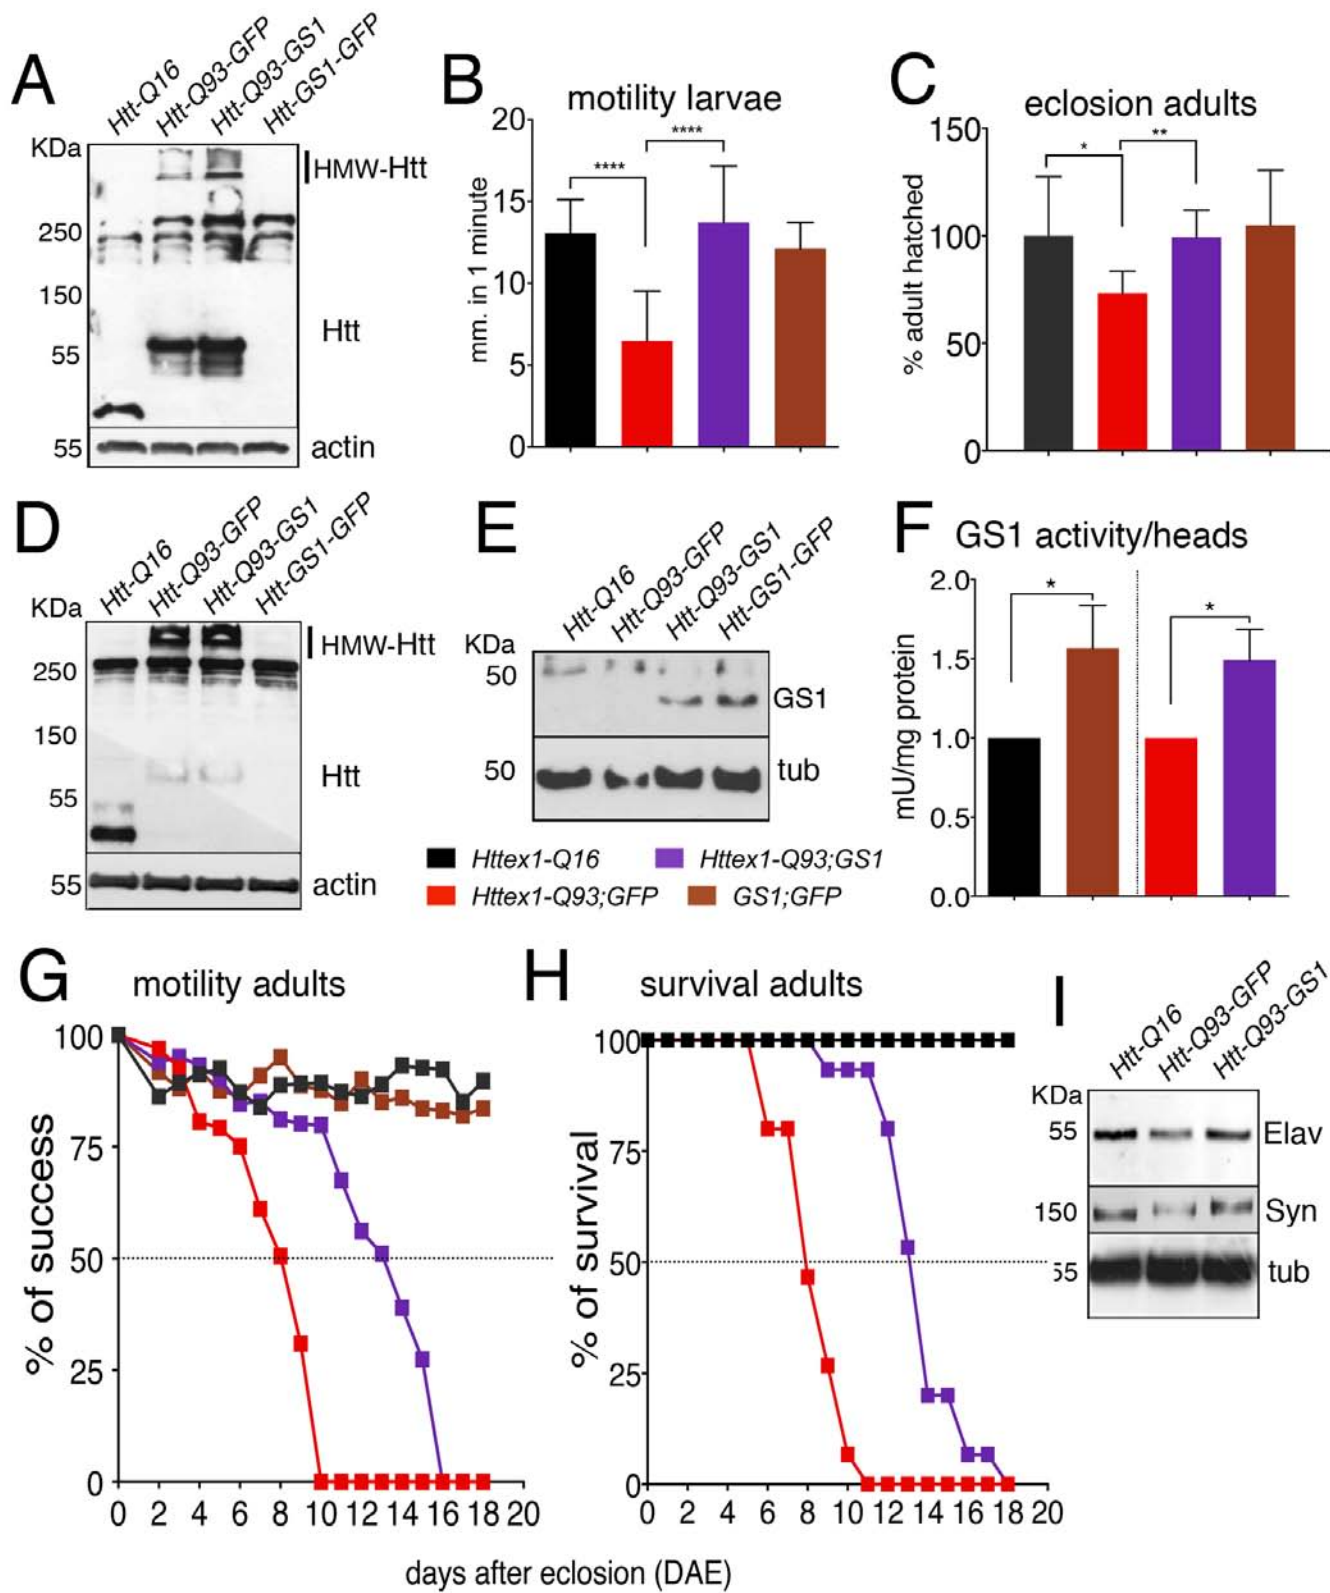 A
Htt-Q16
Htt-Q93-GFP
Htt-Q93-GS1
Htt-GS1-GFP
KDa
HMW-Htt
250
150
Htt
55
55
actin
B
motility larvae
mm. in 1 minute
20
15
10
5
0
****
****
C
eclosion adults
% adult hatched
150
100
50
0
*
**
D
Htt-Q16
Htt-Q93-GFP
Htt-Q93-GS1
Htt-GS1-GFP
KDa
HMW-Htt
250
150
Htt
55
55
actin
E
Htt-Q16
Htt-Q93-GFP
Htt-Q93-GS1
Htt-GS1-GFP
KDa
50
GS1
50
tub
Httex1-Q16
Httex1-Q93;GS1
Httex1-Q93;GFP
GS1;GFP
F
GS1 activity/heads
mU/mg protein
2.0
1.5
1.0
0.5
0.0
*
*
G
motility adults
% of success
100
75
50
25
0
0 2 4 6 8 10 12 14 16 18 20
H
survival adults
% of survival
100
75
50
25
0
0 2 4 6 8 10 12 14 16 18 20
days after eclosion (DAE)
I
Htt-Q16
Htt-Q93-GFP
Htt-Q93-GS1
KDa
55
Elav
150
Syn
55
tub